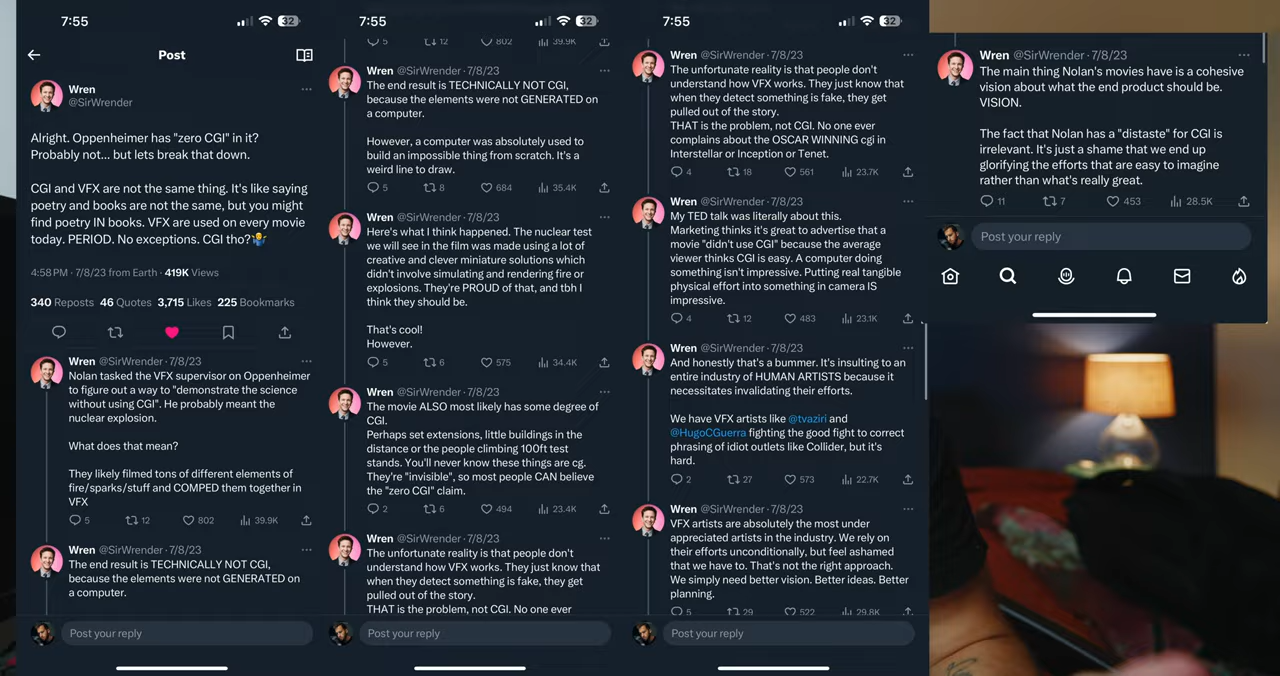 7:55
32
Post
Wren
@SirWrender
Alright. Oppenheimer has "zero CGI" in it?
Probably not... but lets break that down.
CGI and VFX are not the same thing. It's like saying
poetry and books are not the same, but you might
find poetry IN books. VFX are used on every movie
today. PERIOD. No exceptions. CGI tho?🤷‍♂️
4:58 PM · 7/8/23 from Earth · 419K Views
340 Reposts 46 Quotes 3,715 Likes 225 Bookmarks
Wren @SirWrender · 7/8/23
Nolan tasked the VFX supervisor on Oppenheimer
to figure out a way to "demonstrate the science
without using CGI". He probably meant the
nuclear explosion.
What does that mean?
They likely filmed tons of different elements of
fire/sparks/stuff and COMPED them together in
VFX
5 12 802 39.9K
Wren @SirWrender · 7/8/23
The end result is TECHNICALLY NOT CGI,
because the elements were not GENERATED on
a computer.
Post your reply
7:55
32
5 12 802 39.9K
Wren @SirWrender · 7/8/23
The end result is TECHNICALLY NOT CGI,
because the elements were not GENERATED on
a computer.
However, a computer was absolutely used to
build an impossible thing from scratch. It's a
weird line to draw.
5 8 684 35.4K
Wren @SirWrender · 7/8/23
Here's what I think happened. The nuclear test
we will see in the film was made using a lot of
creative and clever miniature solutions which
didn't involve simulating and rendering fire or
explosions. They're PROUD of that, and tbh I
think they should be.
That's cool!
However.
5 6 575 34.4K
Wren @SirWrender · 7/8/23
The movie ALSO most likely has some degree of
CGI.
Perhaps set extensions, little buildings in the
distance or the people climbing 100ft test
stands. You'll never know these things are cg.
They're "invisible", so most people CAN believe
the "zero CGI" claim.
2 6 494 23.4K
Wren @SirWrender · 7/8/23
The unfortunate reality is that people don't
understand how VFX works. They just know that
when they detect something is fake, they get
pulled out of the story.
THAT is the problem, not CGI. No one ever
Post your reply
7:55
32
Wren @SirWrender · 7/8/23
The unfortunate reality is that people don't
understand how VFX works. They just know that
when they detect something is fake, they get
pulled out of the story.
THAT is the problem, not CGI. No one ever
complains about the OSCAR WINNING cgi in
Interstellar or Inception or Tenet.
4 18 561 23.7K
Wren @SirWrender · 7/8/23
My TED talk was literally about this.
Marketing thinks it's great to advertise that a
movie "didn't use CGI" because the average
viewer thinks CGI is easy. A computer doing
something isn't impressive. Putting real tangible
physical effort into something in camera IS
impressive.
4 12 483 23.1K
Wren @SirWrender · 7/8/23
And honestly that's a bummer. It's insulting to an
entire industry of HUMAN ARTISTS because it
necessitates invalidating their efforts.
We have VFX artists like @tvaziri and
@HugoCGuerra fighting the good fight to correct
phrasing of idiot outlets like Collider, but it's
hard.
2 27 573 22.7K
Wren @SirWrender · 7/8/23
VFX artists are absolutely the most under
appreciated artists in the industry. We rely on
their efforts unconditionally, but feel ashamed
that we have to. That's not the right approach.
We simply need better vision. Better ideas. Better
planning.
5 29 522 29.8K
Post your reply
Wren @SirWrender · 7/8/23
The main thing Nolan's movies have is a cohesive
vision about what the end product should be.
VISION.
The fact that Nolan has a "distaste" for CGI is
irrelevant. It's just a shame that we end up
glorifying the efforts that are easy to imagine
rather than what's really great.
11 7 453 28.5K
Post your reply